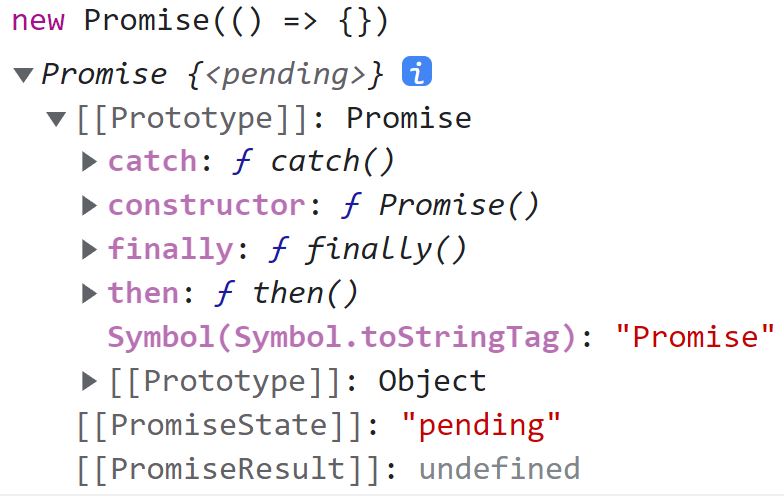 new Promise(() => {})
▼ Promise {<pending>} i
▼ [[Prototype]]: Promise
▶ catch: ƒ catch()
▶ constructor: ƒ Promise()
▶ finally: ƒ finally()
▶ then: ƒ then()
Symbol(Symbol.toStringTag): "Promise"
▶ [[Prototype]]: Object
[[PromiseState]]: "pending"
[[PromiseResult]]: undefined